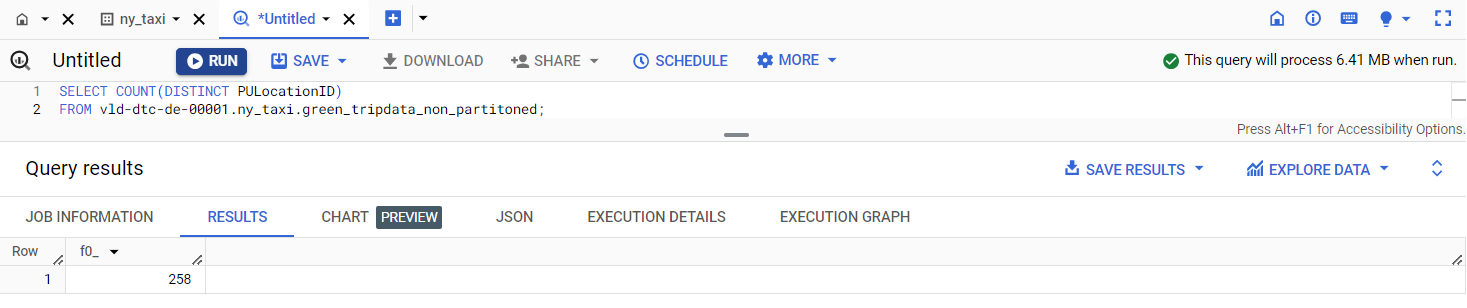 ny_taxi *Untitled
Untitled RUN SAVE DOWNLOAD SHARE SCHEDULE MORE This query will process 6.41 MB when run.
1 SELECT COUNT(DISTINCT PULocationID)
2 FROM vld-dtc-de-00001.ny_taxi.green_tripdata_non_partitoned;
Press Alt+F1 for Accessibility Options.
Query results SAVE RESULTS EXPLORE DATA
JOB INFORMATION RESULTS CHART PREVIEW JSON EXECUTION DETAILS EXECUTION GRAPH
Row f0_
1 258